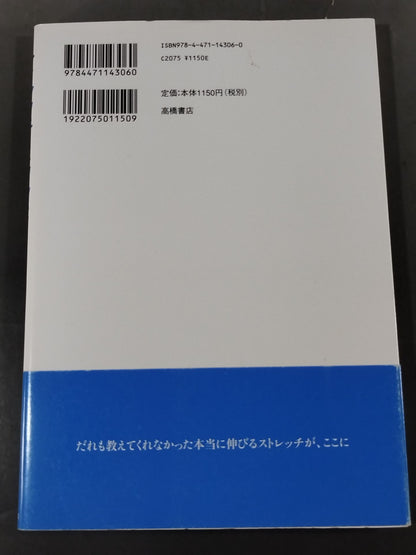 ISBN978-4-471-14306-0
C2075 ¥1150E
9784471143060
定価:本体1150円(税別)
高橋書店
1922075011509
だれも教えてくれなかった本当に伸びるストレッチが、ここに